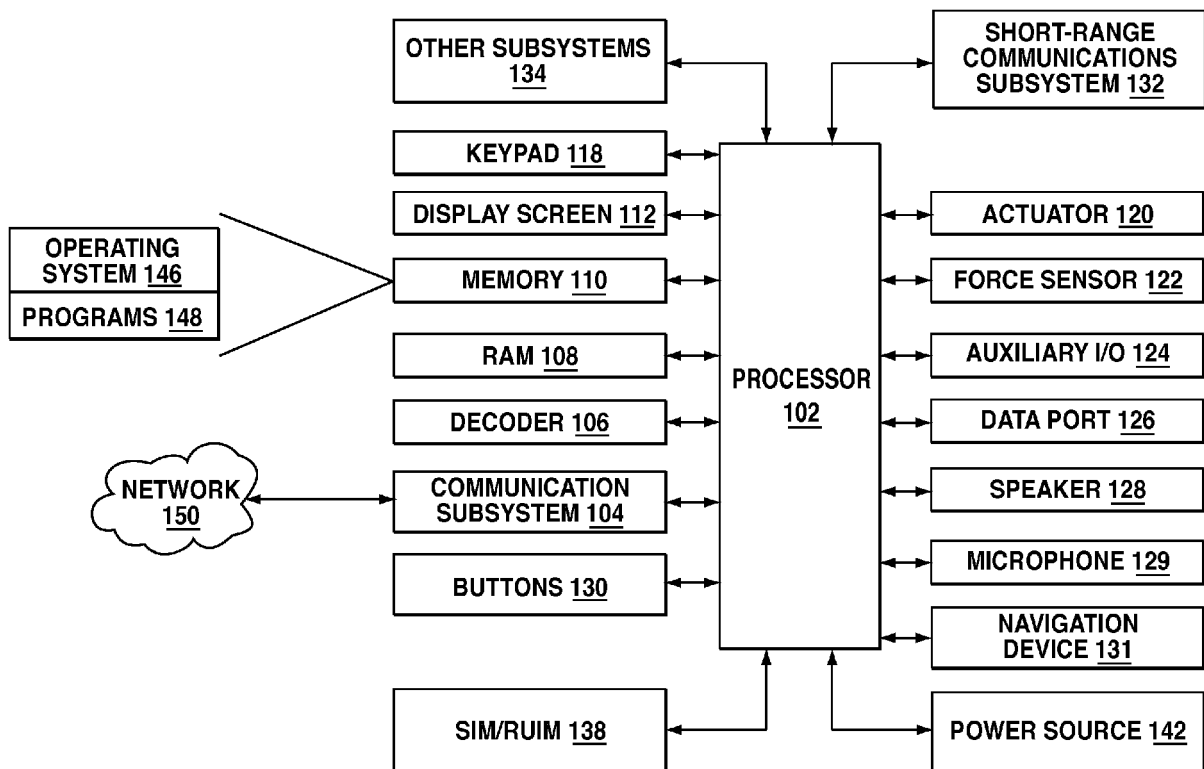 OTHER SUBSYSTEMS
134
SHORT-RANGE
COMMUNICATIONS
SUBSYSTEM 132
KEYPAD 118
DISPLAY SCREEN 112
OPERATING
SYSTEM 146
PROGRAMS 148
MEMORY 110
RAM 108
DECODER 106
NETWORK
150
COMMUNICATION
SUBSYSTEM 104
BUTTONS 130
SIM/RUIM 138
PROCESSOR
102
ACTUATOR 120
FORCE SENSOR 122
AUXILIARY I/O 124
DATA PORT 126
SPEAKER 128
MICROPHONE 129
NAVIGATION
DEVICE 131
POWER SOURCE 142